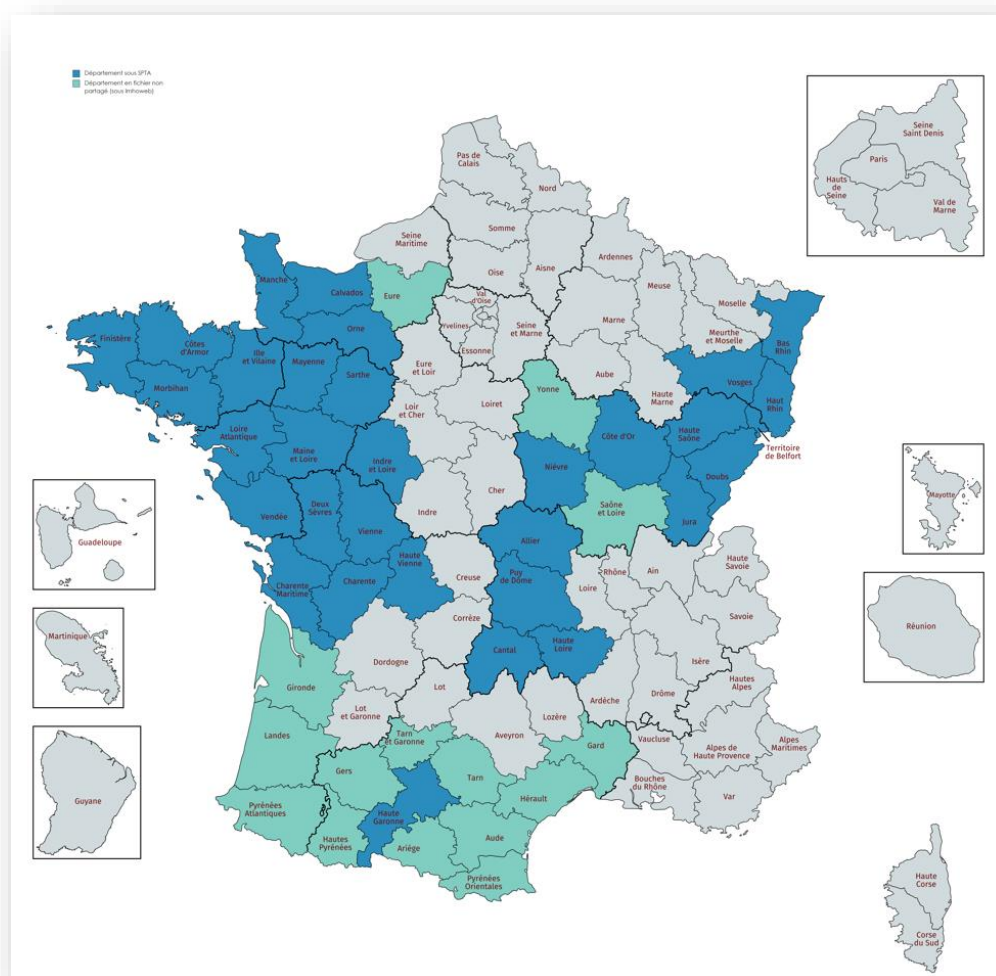 Département sous SPTA
Département en fichier non
partagé (sous Imhoweb)
Seine
Saint Denis
Paris
Hauts
de
Seine
Val de
Marne
Pas de
Calais
Nord
Somme
Seine
Maritime
Oise
Aisne
Ardennes
Manche
Calvados
Eure
Val
d'Oise
Meuse
Moselle
Marne
Meurthe
et Moselle
Bas
Rhin
Finistère
Côtes
d'Armor
Orne
Yvelines
Seine
et Marne
Essonne
Ille
et Vilaine
Mayenne
Sarthe
Eure
et Loir
Aube
Haute
Marne
Vosges
Haut
Rhin
Morbihan
Loir
et Cher
Loiret
Yonne
Loire
Atlantique
Maine
et Loire
Indre
et Loire
Côte d'Or
Haute
Saône
Territoire
de Belfort
Nièvre
Doubs
Cher
Vendée
Deux
Sèvres
Vienne
Indre
Saône
et Loire
Jura
Mayotte
Guadeloupe
Allier
Charente
Maritime
Charente
Haute
Vienne
Creuse
Puy
de Dôme
Loire
Rhône
Ain
Haute
Savoie
Savoie
Réunion
Martinique
Corrèze
Dordogne
Cantal
Haute
Loire
Isère
Gironde
Lot
Ardèche
Drôme
Hautes
Alpes
Lot
et Garonne
Lozère
Aveyron
Landes
Tarn
et Garonne
Gard
Vaucluse
Alpes de
Haute Provence
Alpes
Maritimes
Gers
Tarn
Hérault
Bouches
du Rhône
Var
Guyane
Pyrénées
Atlantiques
Haute
Garonne
Hautes
Pyrénées
Ariège
Aude
Pyrénées
Orientales
Haute
Corse
Corse
du Sud